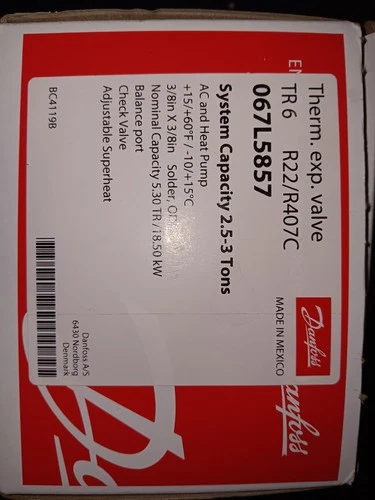 Therm. exp. valve
TR 6 R22/R407C
067L5857
MADE IN MEXICO
Danfoss
System Capacity 2.5-3 Tons
AC and Heat Pump
+15/+60°F / -10/+15°C
3/8in X 3/8in Solder,
Nominal Capacity 5.30 TR /18.50 kW
Balance port
Check Valve
Adjustable Superheat
BC4119B
Danfoss A/S
6430 Nordborg
Denmark